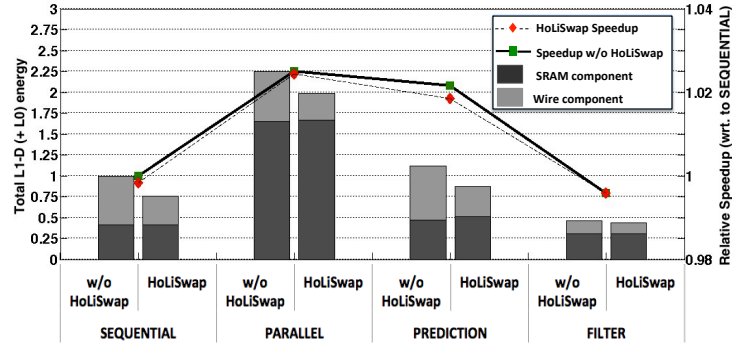 Total L1-D (+ L0) energy
3
2.75
2.5
2.25
2
1.75
1.5
1.25
1
0.75
0.5
0.25
0
1.04
1.02
1
0.98
Relative Speedup (wrt. to SEQUENTIAL)
HoLiSwap Speedup
Speedup w/o HoLiSwap
SRAM component
Wire component
w/o HoLiSwap w/o HoLiSwap w/o HoLiSwap w/o HoLiSwap
HoLiSwap HoLiSwap HoLiSwap HoLiSwap
SEQUENTIAL PARALLEL PREDICTION FILTER